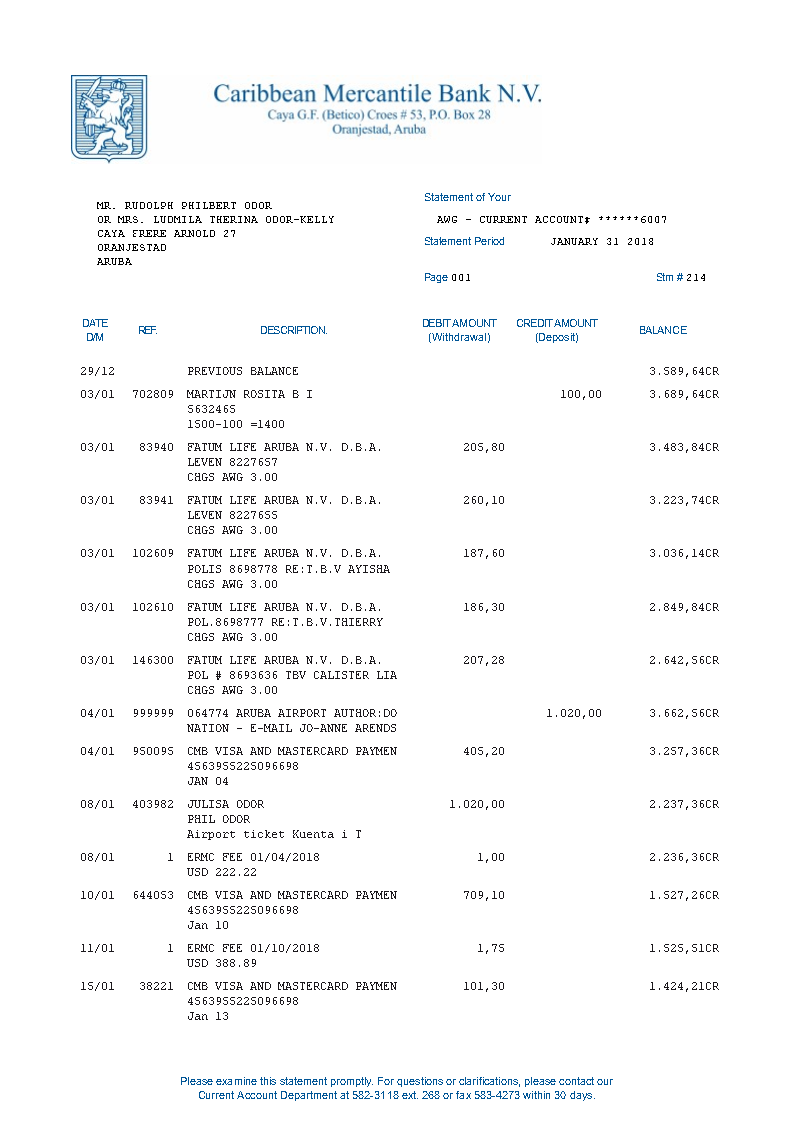 Caribbean Mercantile Bank N.V.
Caya G.F. (Betico) Croes # 53, P.O. Box 28
Oranjestad, Aruba
MR. RUDOLPH PHILBERT ODOR
OR MRS. LUDMILA THERINA ODOR-KELLY
CAYA FRERE ARNOLD 27
ORANJESTAD
ARUBA
Statement of Your
AWG - CURRENT ACCOUNT# ******6007
Statement Period JANUARY 31 2018
Page 001 Stm # 214
DATE D/M REF. DESCRIPTION. DEBIT AMOUNT (Withdrawal) CREDIT AMOUNT (Deposit) BALANCE
29/12 PREVIOUS BALANCE 3.589,64CR
03/01 702809 MARTIJN ROSITA B I 100,00 3.689,64CR
5632465
1500-100 =1400
03/01 83940 FATUM LIFE ARUBA N.V. D.B.A. 205,80 3.483,84CR
LEVEN 8227657
CHGS AWG 3.00
03/01 83941 FATUM LIFE ARUBA N.V. D.B.A. 260,10 3.223,74CR
LEVEN 8227655
CHGS AWG 3.00
03/01 102609 FATUM LIFE ARUBA N.V. D.B.A. 187,60 3.036,14CR
POLIS 8698778 RE:T.B.V AYISHA
CHGS AWG 3.00
03/01 102610 FATUM LIFE ARUBA N.V. D.B.A. 186,30 2.849,84CR
POL.8698777 RE:T.B.V.THIERRY
CHGS AWG 3.00
03/01 146300 FATUM LIFE ARUBA N.V. D.B.A. 207,28 2.642,56CR
POL # 8693636 TBV CALISTER LIA
CHGS AWG 3.00
04/01 999999 064774 ARUBA AIRPORT AUTHOR:DO 1.020,00 3.662,56CR
NATION - E-MAIL JO-ANNE ARENDS
04/01 950095 CMB VISA AND MASTERCARD PAYMEN 405,20 3.257,36CR
4563955225096698
JAN 04
08/01 403982 JULISA ODOR 1.020,00 2.237,36CR
PHIL ODOR
Airport ticket Kuenta i T
08/01 1 ERMC FEE 01/04/2018 1,00 2.236,36CR
USD 222.22
10/01 644053 CMB VISA AND MASTERCARD PAYMEN 709,10 1.527,26CR
4563955225096698
Jan 10
11/01 1 ERMC FEE 01/10/2018 1,75 1.525,51CR
USD 388.89
15/01 38221 CMB VISA AND MASTERCARD PAYMEN 101,30 1.424,21CR
4563955225096698
Jan 13
Please examine this statement promptly. For questions or clarifications, please contact our
Current Account Department at 582-3118 ext. 268 or fax 583-4273 within 30 days.